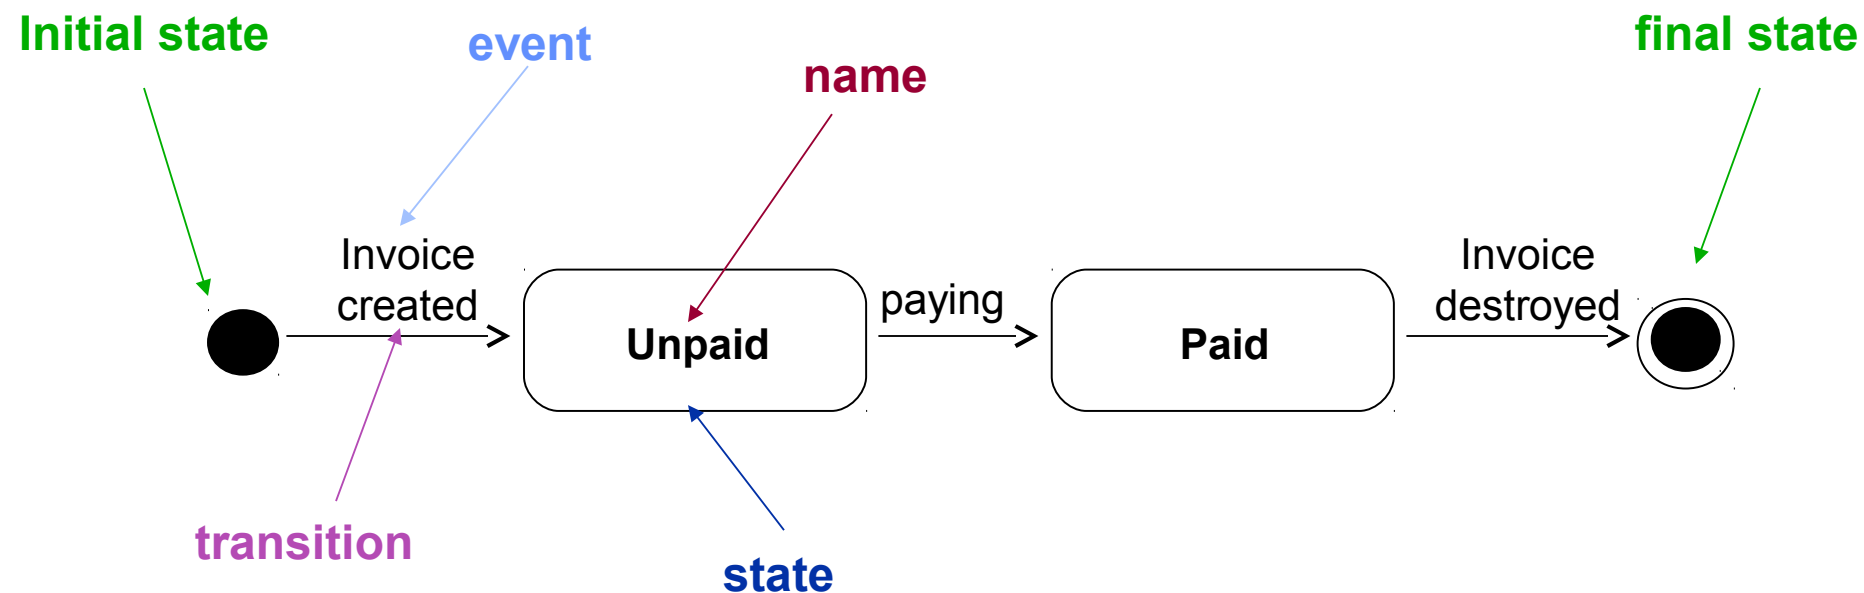 Initial state
event
name
final state
Invoice
created
Unpaid
paying
Paid
Invoice
destroyed
transition
state